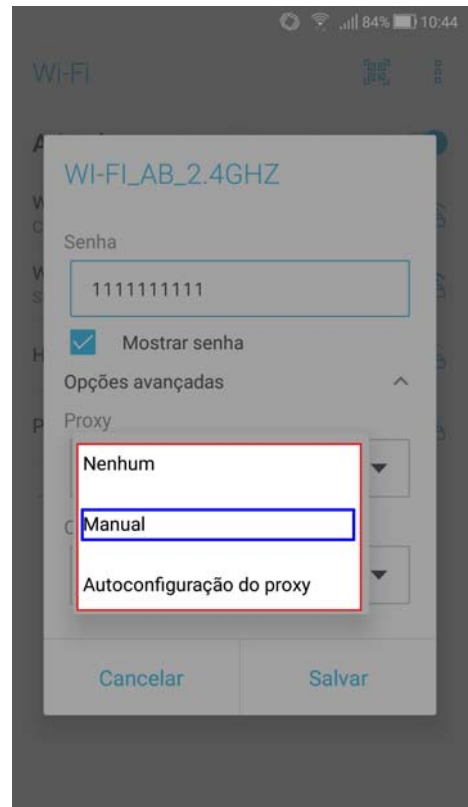 84% 10:44
Wi-Fi
WI-FI_AB_2.4GHZ
Senha
1111111111
Mostrar senha
Opções avançadas
Proxy
Nenhum
Manual
Autoconfiguração do proxy
Cancelar
Salvar